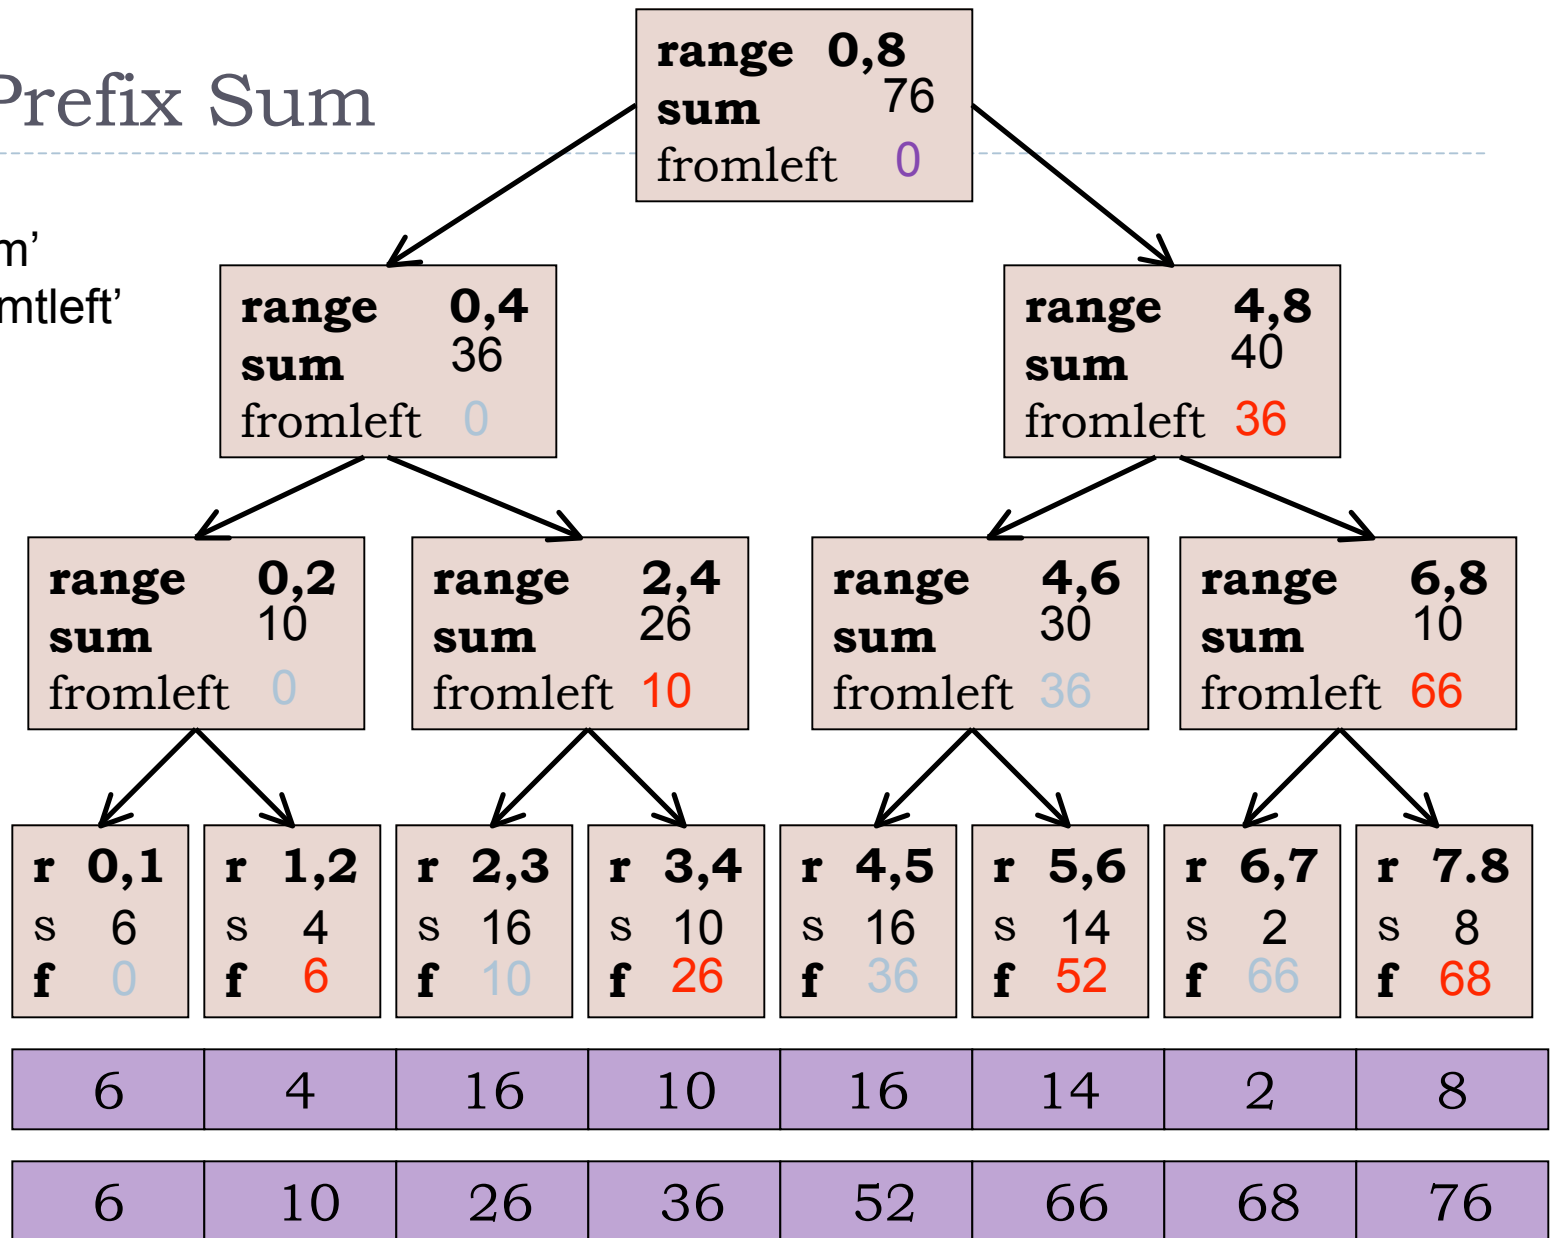 Prefix Sum
range 0,8
sum 76
fromleft 0
m’
mtleft’
range 0,4
sum 36
fromleft 0
range 4,8
sum 40
fromleft 36
range 0,2
sum 10
fromleft 0
range 2,4
sum 26
fromleft 10
range 4,6
sum 30
fromleft 36
range 6,8
sum 10
fromleft 66
r 0,1
s 6
f 0
r 1,2
s 4
f 6
r 2,3
s 16
f 10
r 3,4
s 10
f 26
r 4,5
s 16
f 36
r 5,6
s 14
f 52
r 6,7
s 2
f 66
r 7.8
s 8
f 68
6 4 16 10 16 14 2 8
6 10 26 36 52 66 68 76